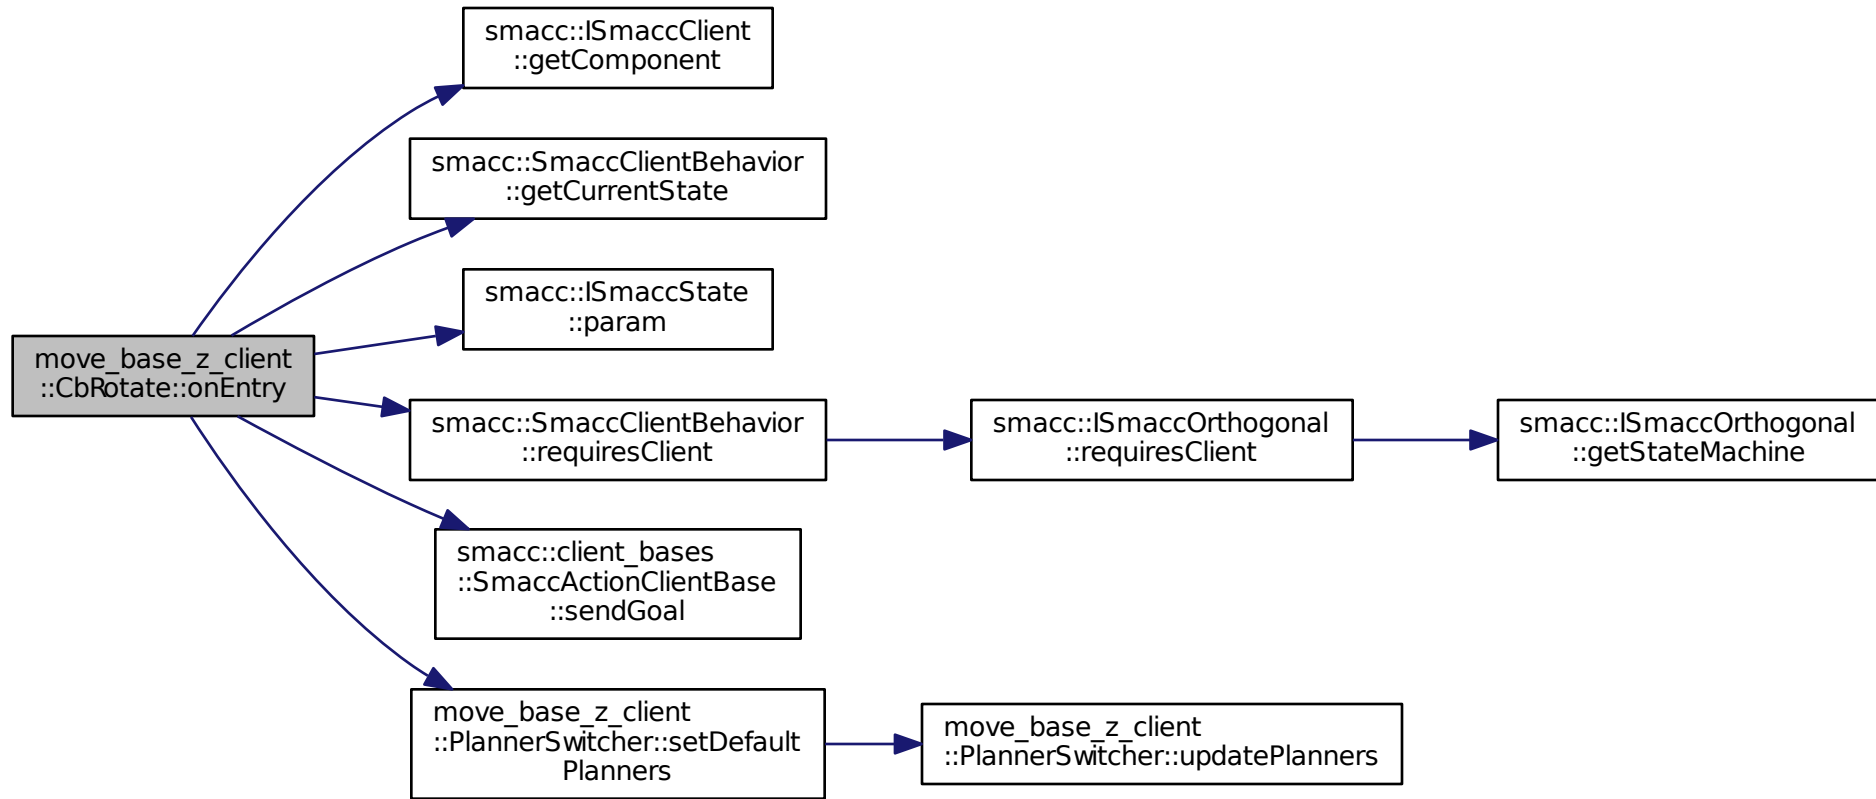 smacc::ISmaccClient
::getComponent
smacc::SmaccClientBehavior
::getCurrentState
smacc::ISmaccState
::param
move_base_z_client
::CbRotate::onEntry
smacc::SmaccClientBehavior
::requiresClient
smacc::ISmaccOrthogonal
::requiresClient
smacc::ISmaccOrthogonal
::getStateMachine
smacc::client_bases
::SmaccActionClientBase
::sendGoal
move_base_z_client
::PlannerSwitcher::setDefault
Planners
move_base_z_client
::PlannerSwitcher::updatePlanners